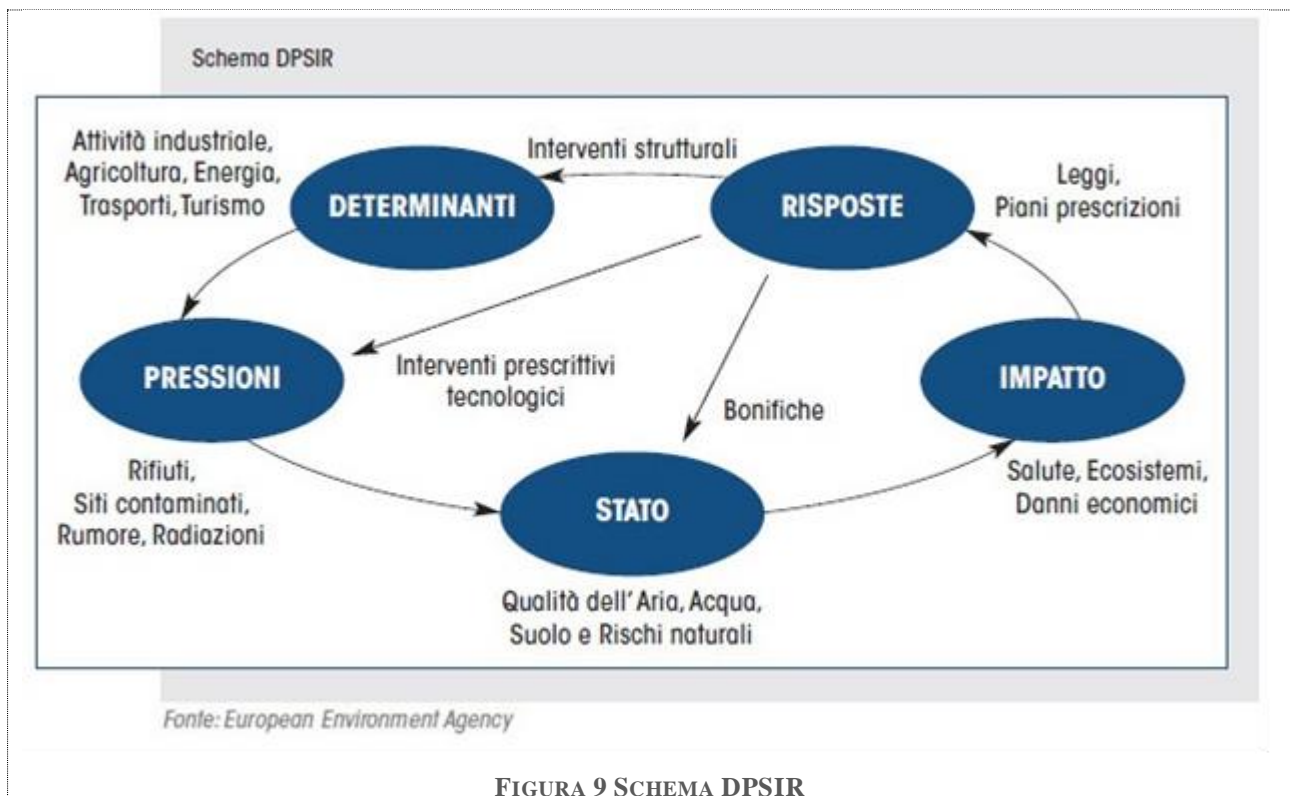 Schema DPSIR
Attività industriale,
Agricoltura, Energia,
Trasporti, Turismo
DETERMINANTI
Interventi strutturali
RISPOSTE
Leggi,
Piani prescrizioni
PRESSIONI
Interventi prescrittivi
tecnologici
Bonifiche
IMPATTO
Rifiuti,
Siti contaminati,
Rumore, Radiazioni
STATO
Salute, Ecosistemi,
Danni economici
Qualità dell'Aria, Acqua,
Suolo e Rischi naturali
Fonte: European Environment Agency
FIGURA 9 SCHEMA DPSIR